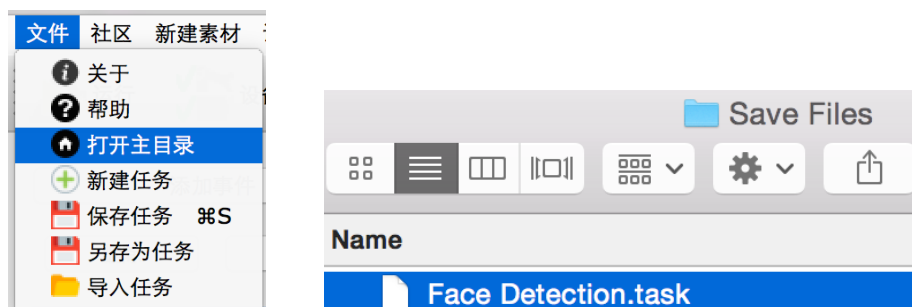 文件 社区 新建素材
关于
帮助
打开主目录
新建任务
保存任务 ⌘S
另存为任务
导入任务
Save Files
Name
Face Detection.task